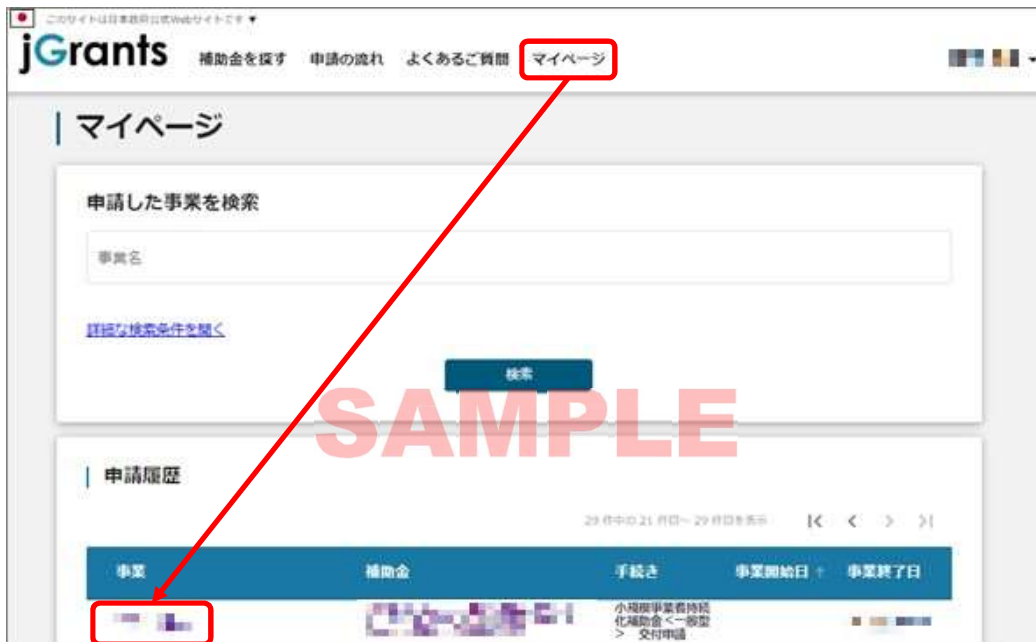 このサイトは日本政府公式Webサイトです ▼
jGrants 補助金を探す 申請の流れ よくあるご質問 マイページ
マイページ
申請した事業を検索
事業名
詳細な検索条件を開く
検索
SAMPLE
申請履歴
29 件中の 21 件目～ 29 件目を表示
事業 補助金 手続き 事業開始日 ↑ 事業終了日
小規模事業者持続
化補助金＜一般型
＞ 交付申請